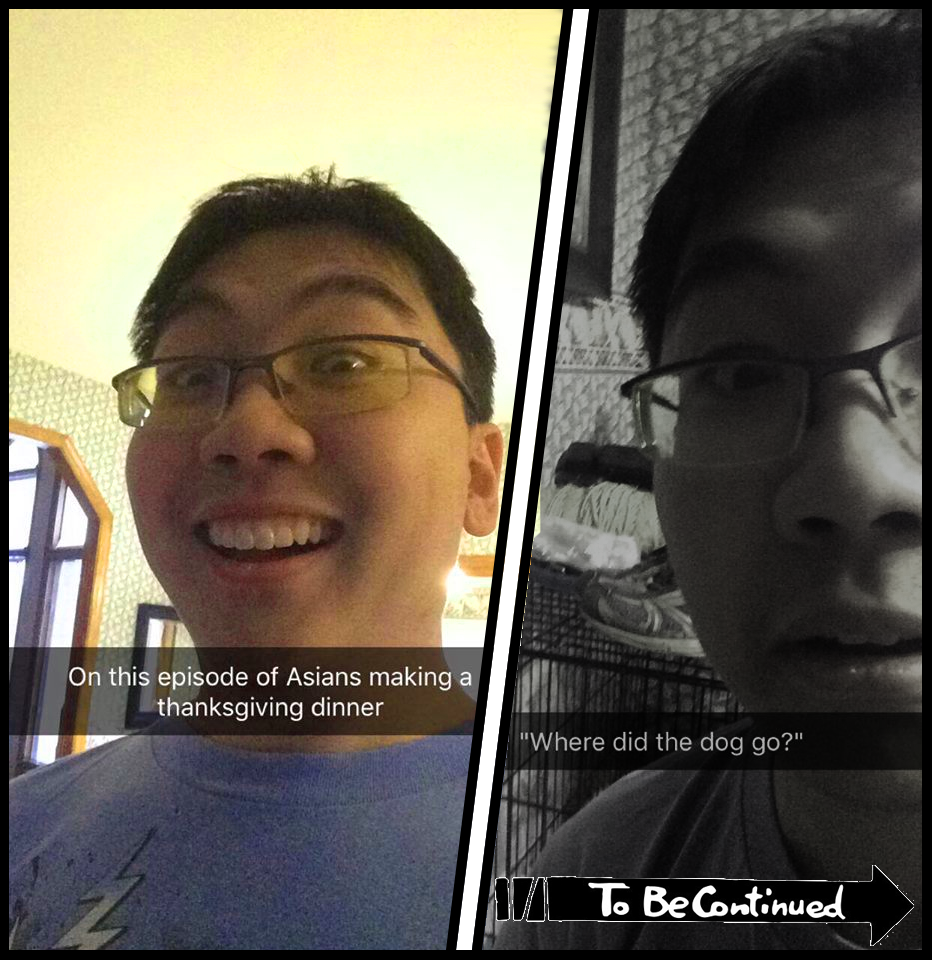 On this episode of Asians making a
thanksgiving dinner
"Where did the dog go?"
To Be Continued